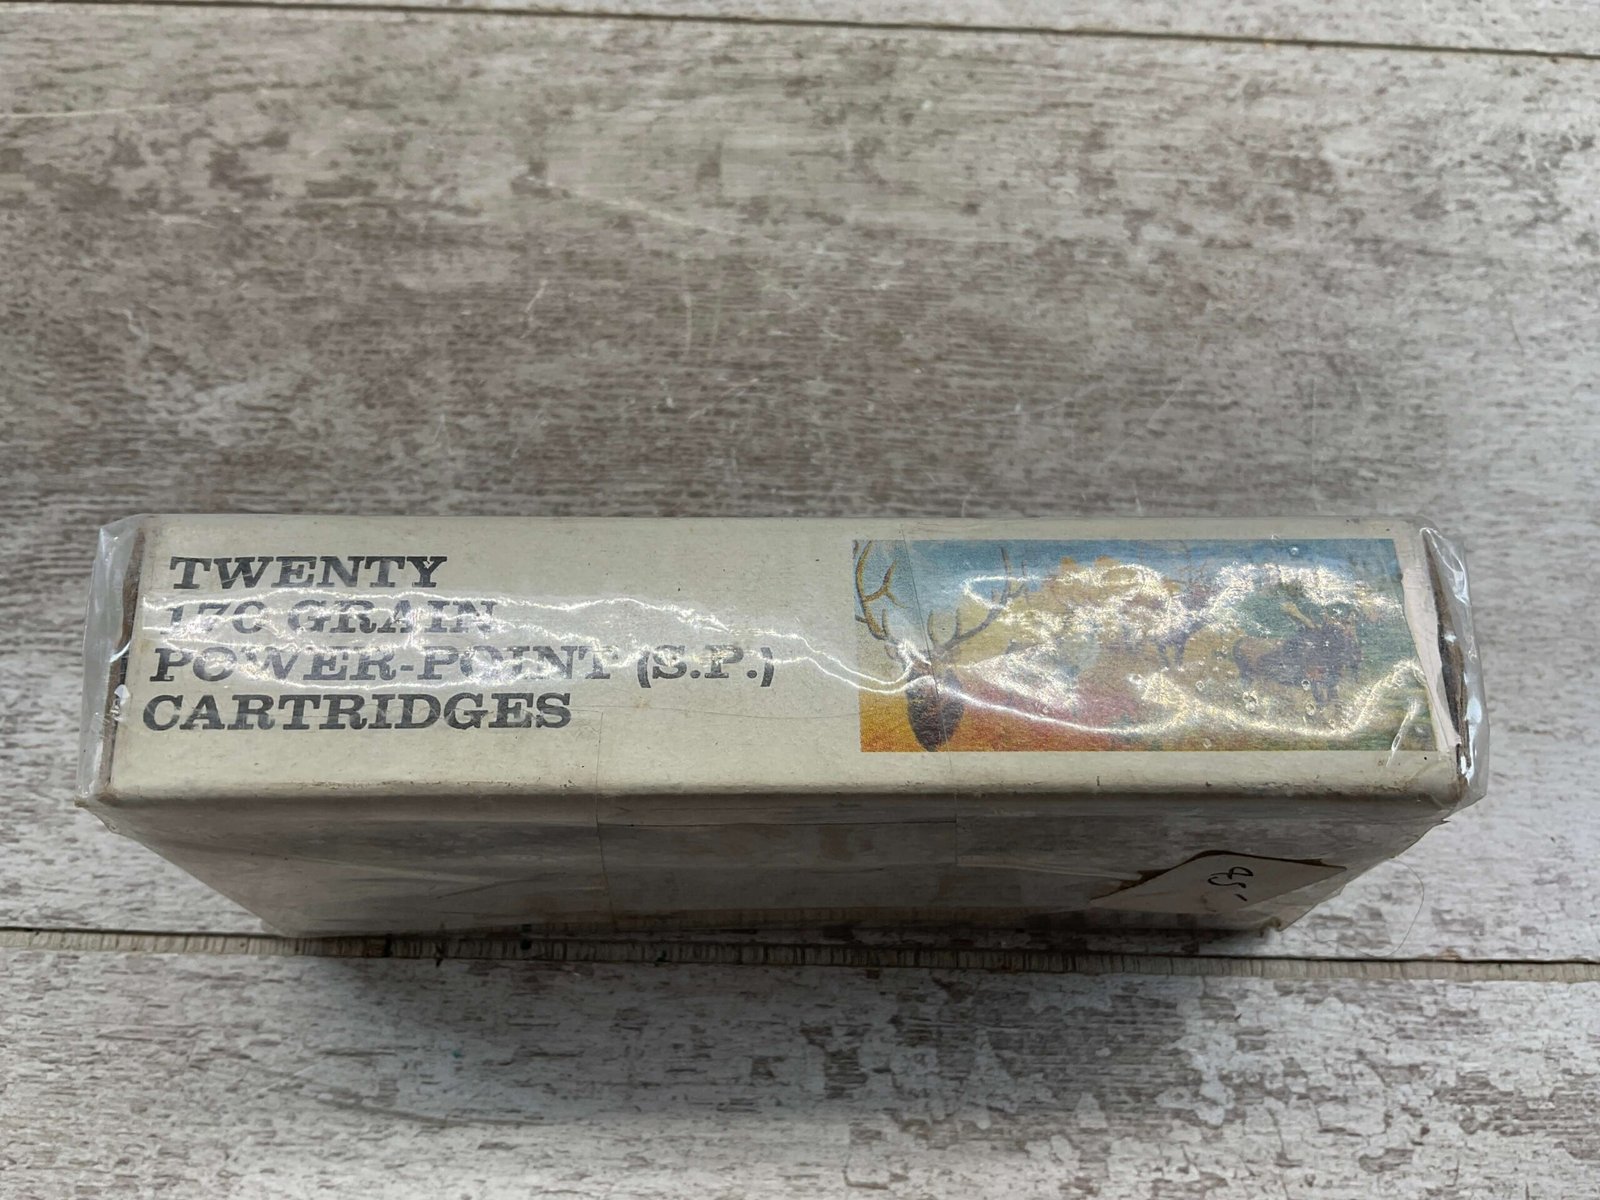 TWENTY
170 GRAIN
POWER-POINT (S.P.)
CARTRIDGES